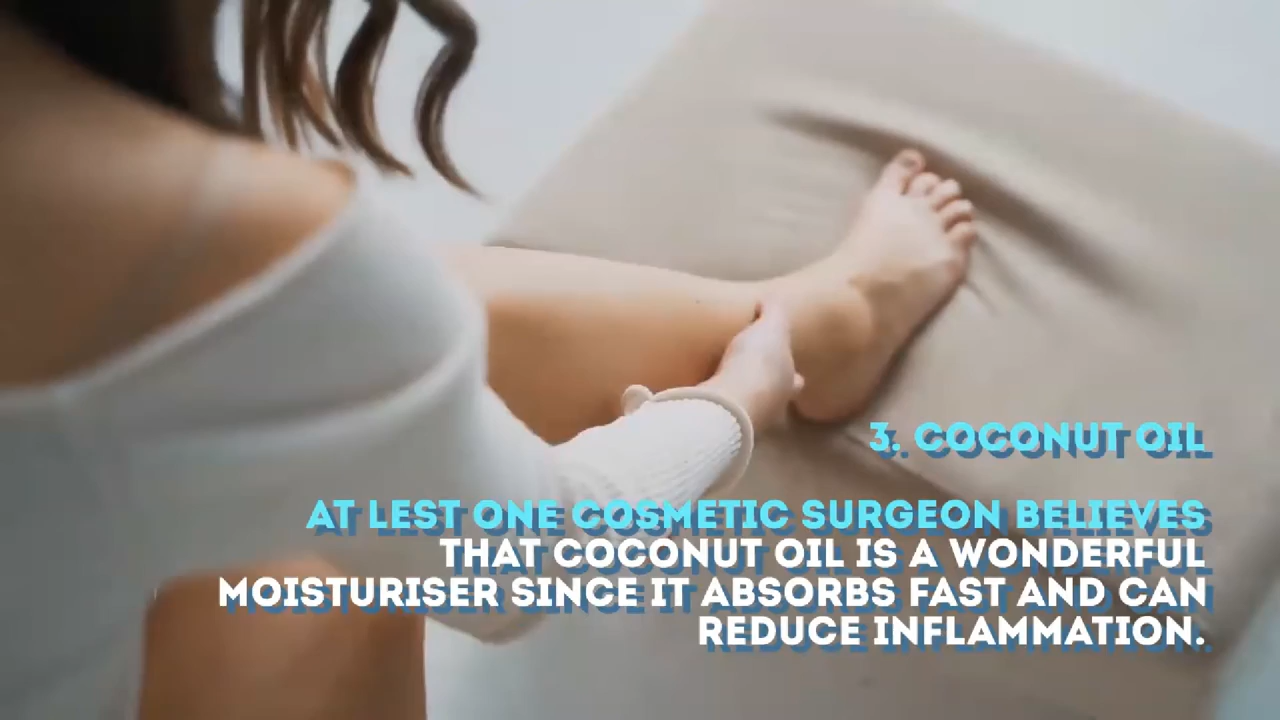 3. COCONUT OIL
AT LEST ONE COSMETIC SURGEON BELIEVES
THAT COCONUT OIL IS A WONDERFUL
MOISTURISER SINCE IT ABSORBS FAST AND CAN
REDUCE INFLAMMATION.